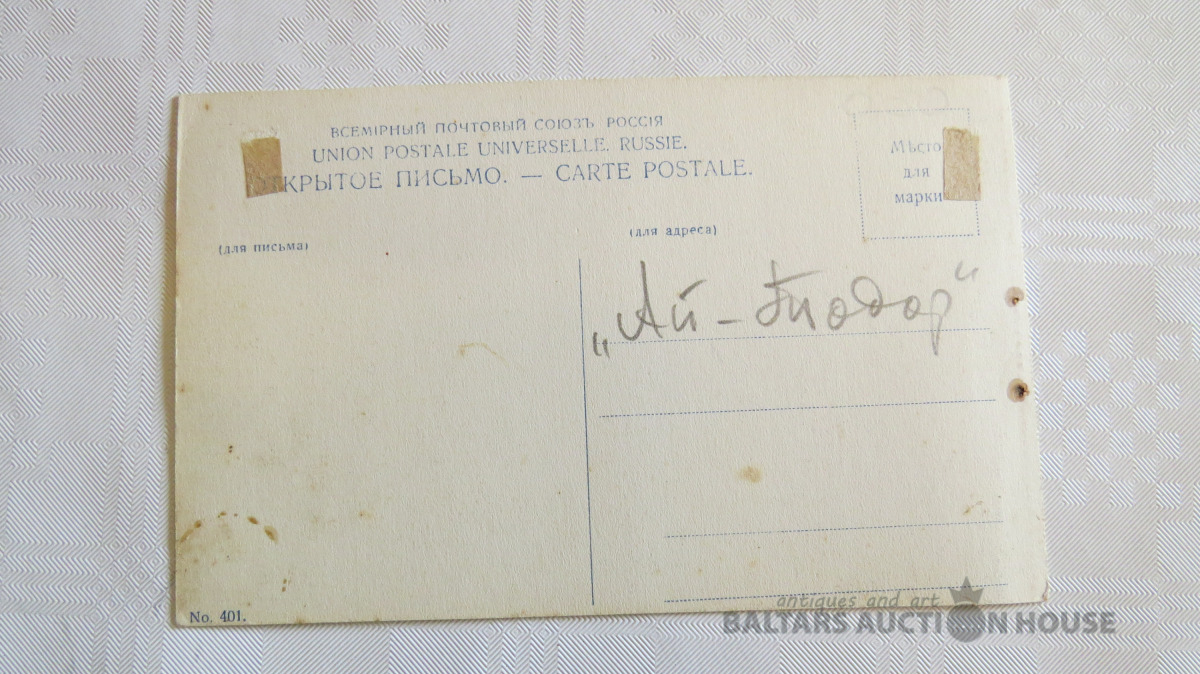 ВСЕМІРНЫЙ ПОЧТОВЫЙ СОЮЗЪ РОССІЯ
UNION POSTALE UNIVERSELLE. RUSSIE.
ОТКРЫТОЕ ПИСЬМО. — CARTE POSTALE.
Мѣсто
для
марки
(для письма)
(для адреса)
„Ай-Тодор“
No. 401.
antiques and art
BALTARS AUCTION HOUSE